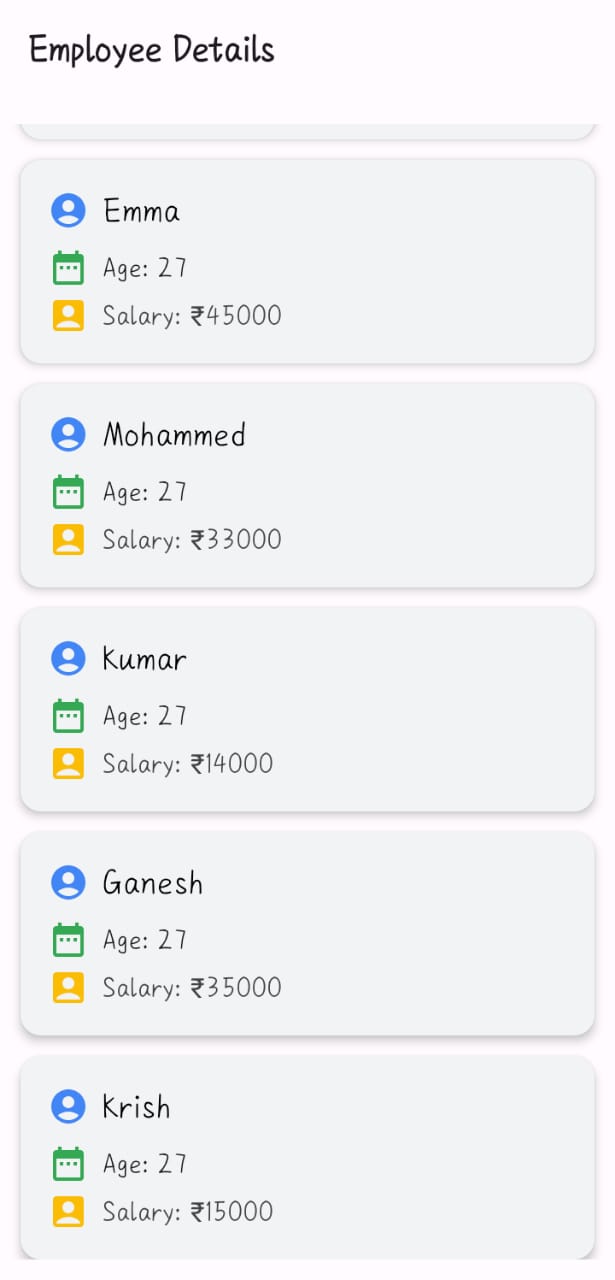 Employee Details
Emma
Age: 27
Salary: ₹45000
Mohammed
Age: 27
Salary: ₹33000
Kumar
Age: 27
Salary: ₹14000
Ganesh
Age: 27
Salary: ₹35000
Krish
Age: 27
Salary: ₹15000